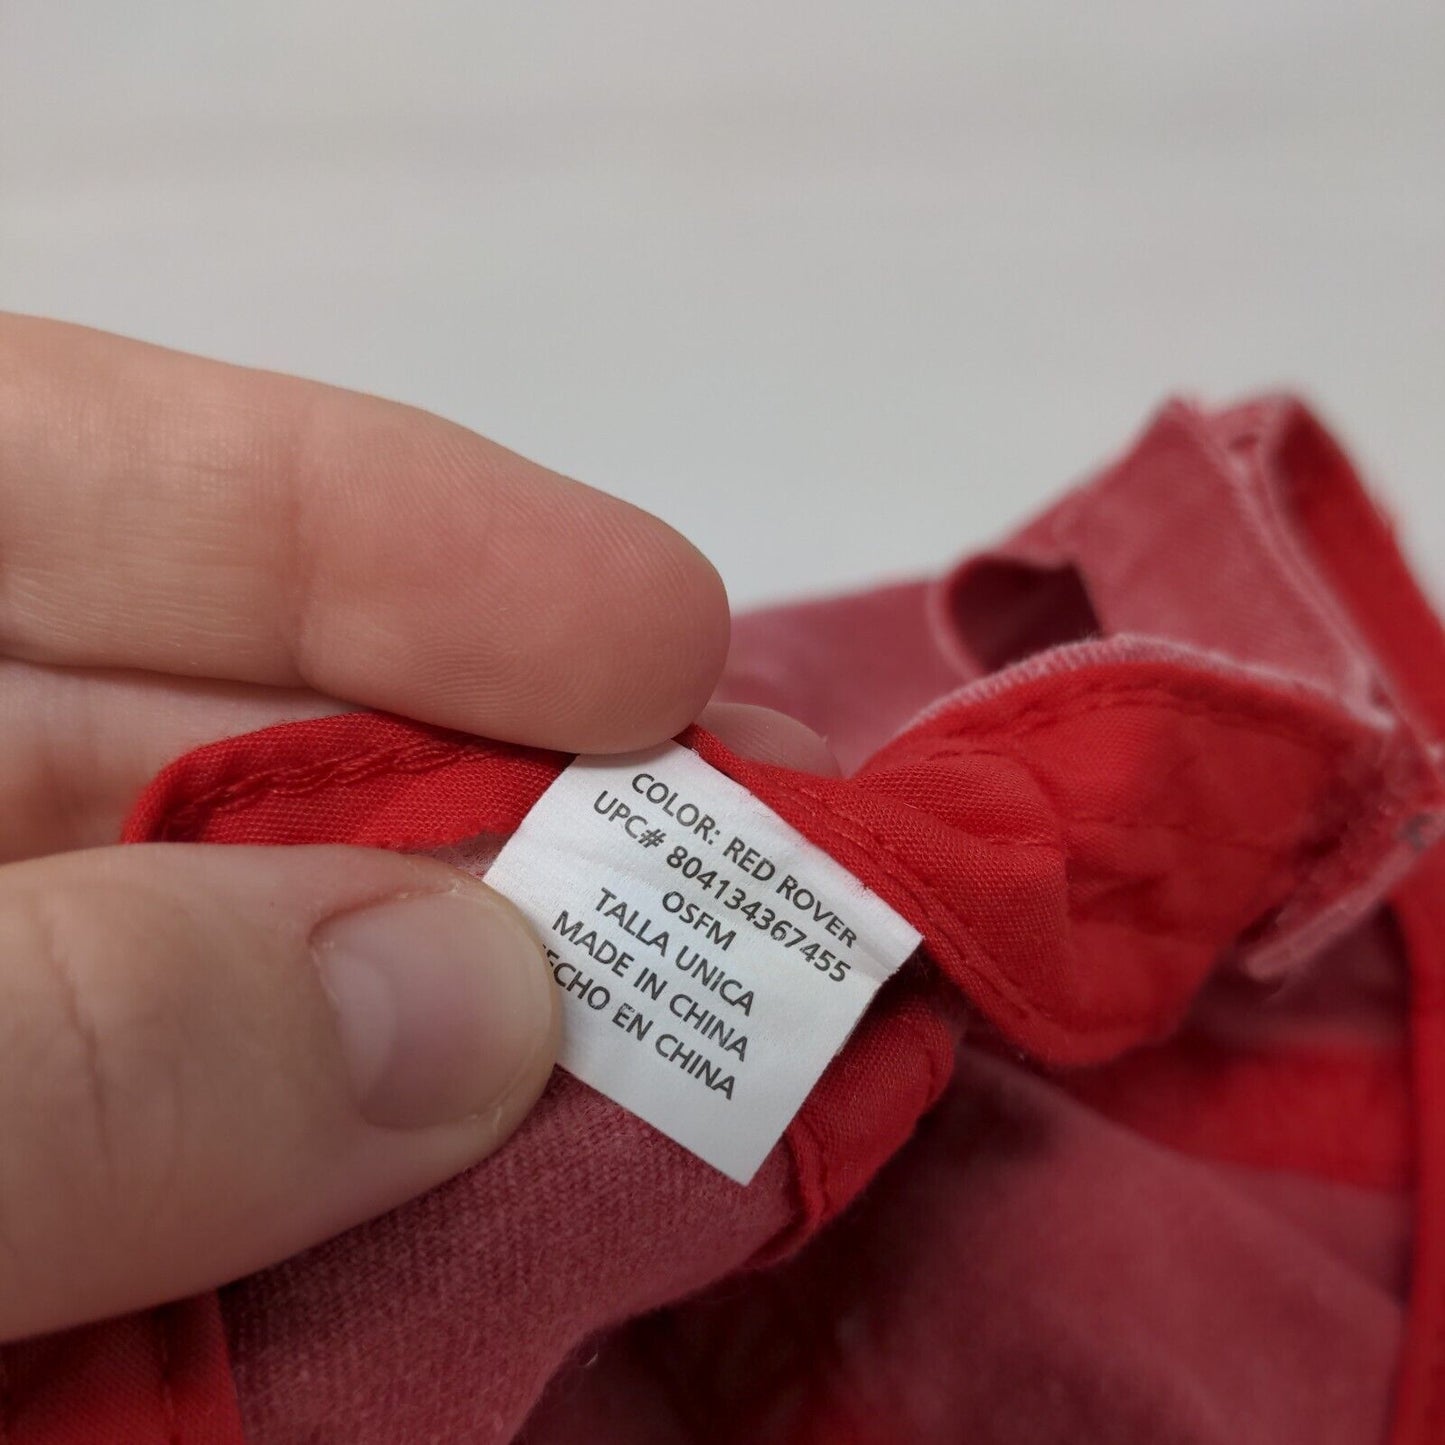 COLOR: RED ROVER
UPC# 804134367455
OSFM
TALLA UNICA
MADE IN CHINA
ECHO EN CHINA